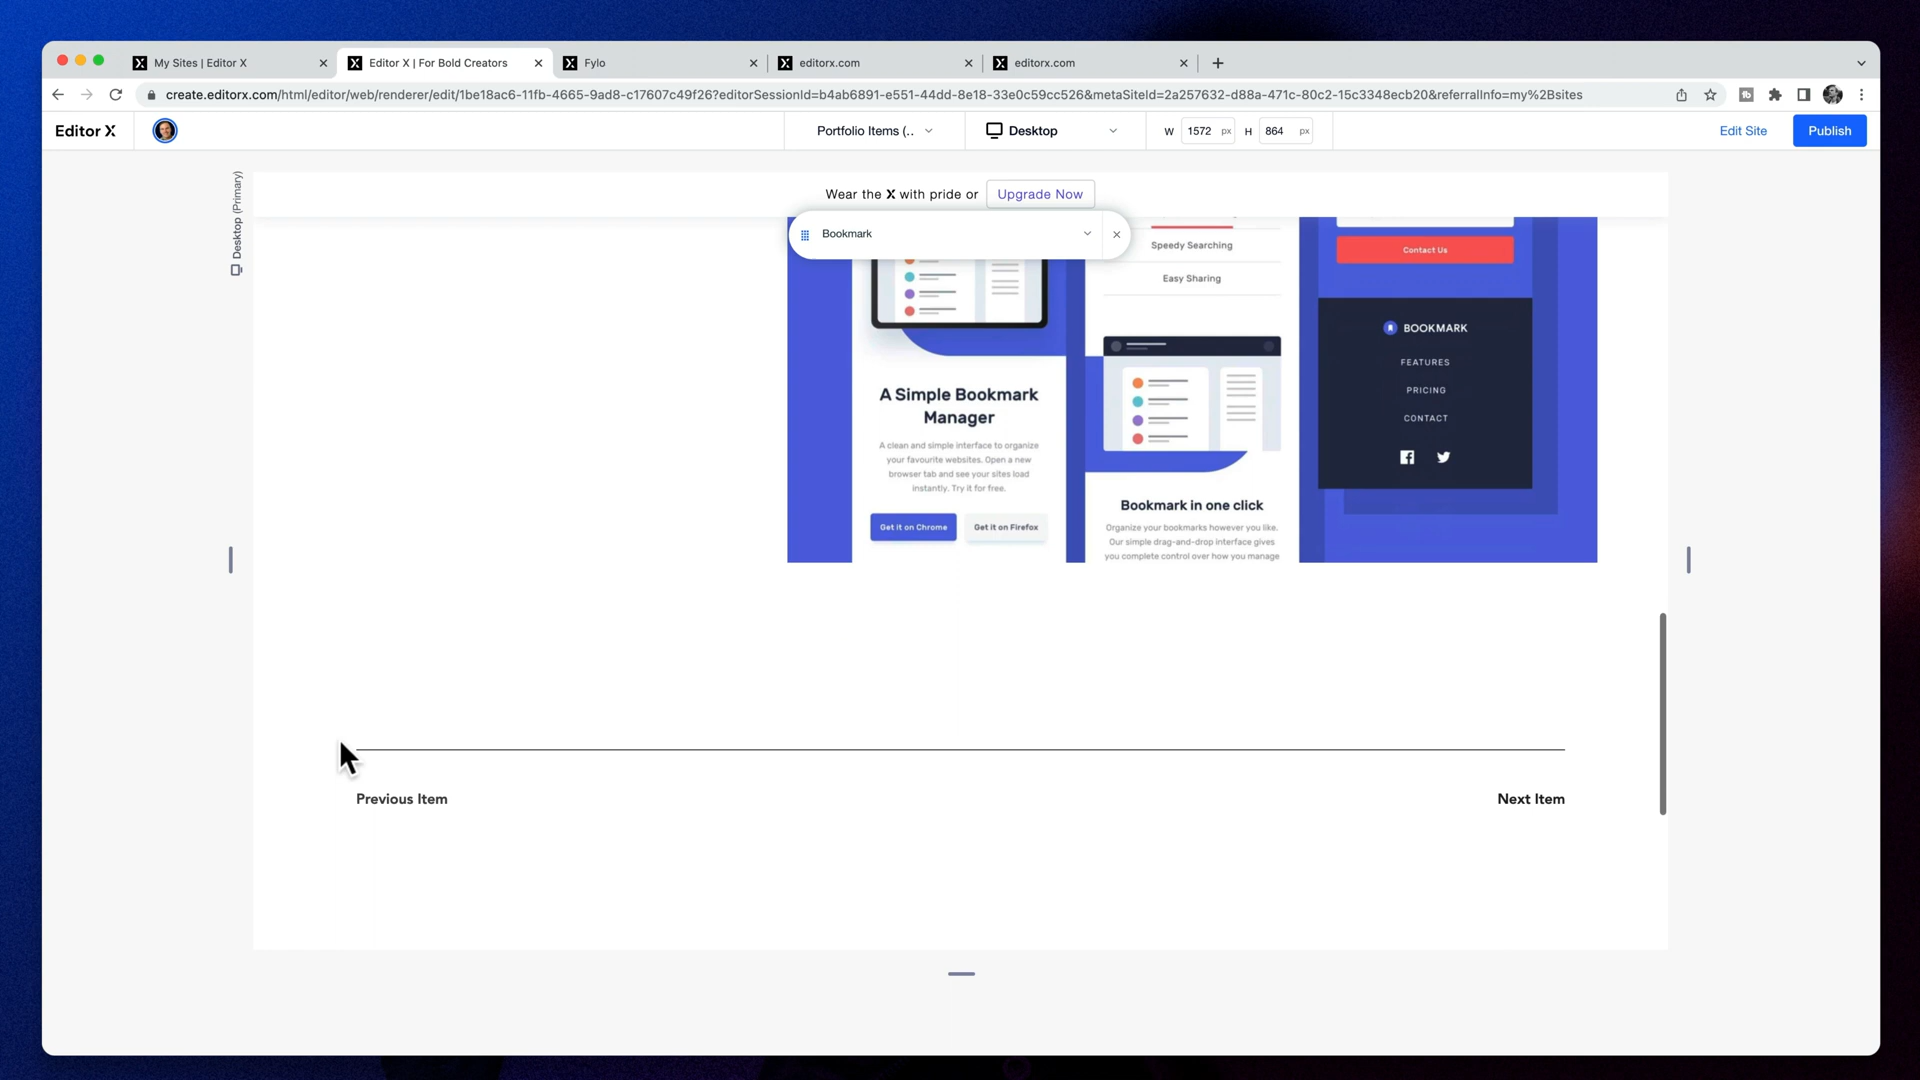 My Sites | Editor X
Editor X | For Bold Creators
Fylo
editorx.com
editorx.com
create.editorx.com/html/editor/web/renderer/edit/1be18ac6-11fb-4665-9ad8-c17607c49f26?editorSessionId=b4ab6891-e551-44dd-8e18-33e0c59cc526&metaSiteId=2a257632-d88a-471c-80c2-15c3348ecb20&referralInfo=my%2Bsites
Editor X
Portfolio Items (..
Desktop
W 1572 px H 864 px
Edit Site
Publish
Desktop (Primary)
Wear the X with pride or
Upgrade Now
Bookmark
Speedy Searching
Easy Sharing
Contact Us
BOOKMARK
FEATURES
PRICING
CONTACT
A Simple Bookmark
Manager
A clean and simple interface to organize
your favourite websites. Open a new
browser tab and see your sites load
instantly. Try it for free.
Get it on Chrome
Get it on Firefox
Bookmark in one click
Organize your bookmarks however you like.
Our simple drag-and-drop interface gives
you complete control over how you manage
Previous Item
Next Item